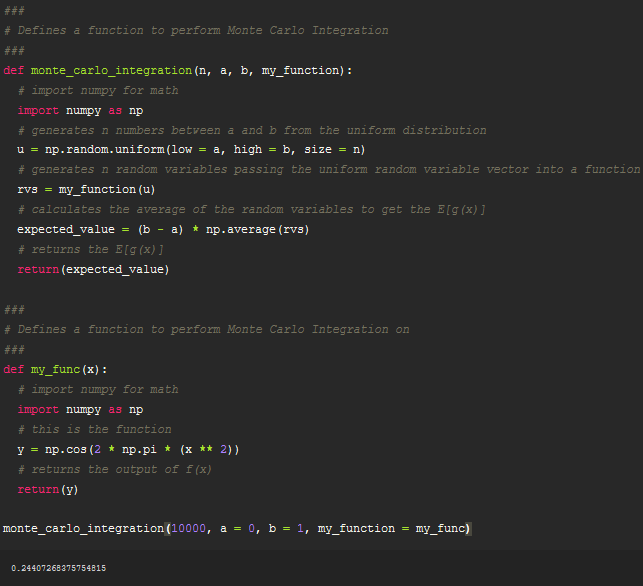 ###
# Defines a function to perform Monte Carlo Integration
###
def monte_carlo_integration(n, a, b, my_function):
  # import numpy for math
  import numpy as np
  # generates n numbers between a and b from the uniform distribution
  u = np.random.uniform(low = a, high = b, size = n)
  # generates n random variables passing the uniform random variable vector into a function
  rvs = my_function(u)
  # calculates the average of the random variables to get the E[g(x)]
  expected_value = (b - a) * np.average(rvs)
  # returns the E[g(x)]
  return(expected_value)
###
# Defines a function to perform Monte Carlo Integration on
###
def my_func(x):
  # import numpy for math
  import numpy as np
  # this is the function
  y = np.cos(2 * np.pi * (x ** 2))
  # returns the output of f(x)
  return(y)
monte_carlo_integration(10000, a = 0, b = 1, my_function = my_func)
0.24407268375754815